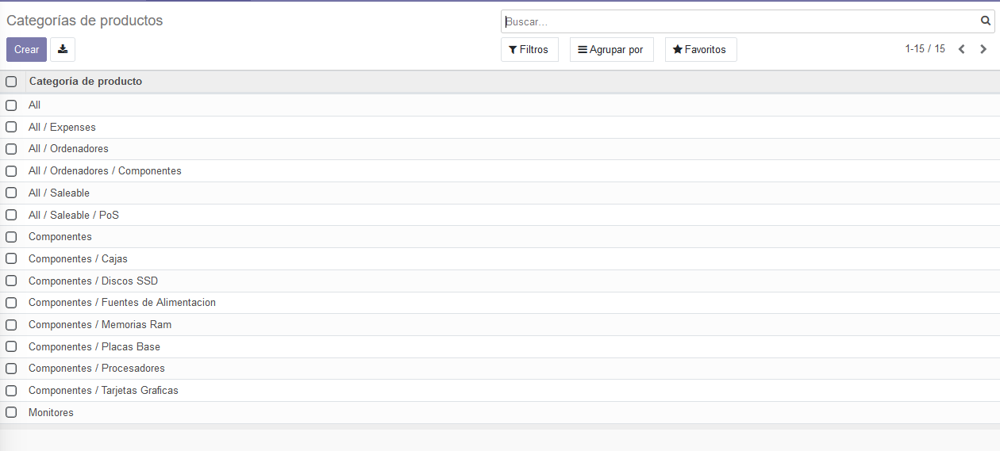 Categorías de productos
Buscar...
Crear
Filtros
Agrupar por
Favoritos
1-15 / 15
Categoría de producto
All
All / Expenses
All / Ordenadores
All / Ordenadores / Componentes
All / Saleable
All / Saleable / PoS
Componentes
Componentes / Cajas
Componentes / Discos SSD
Componentes / Fuentes de Alimentacion
Componentes / Memorias Ram
Componentes / Placas Base
Componentes / Procesadores
Componentes / Tarjetas Graficas
Monitores